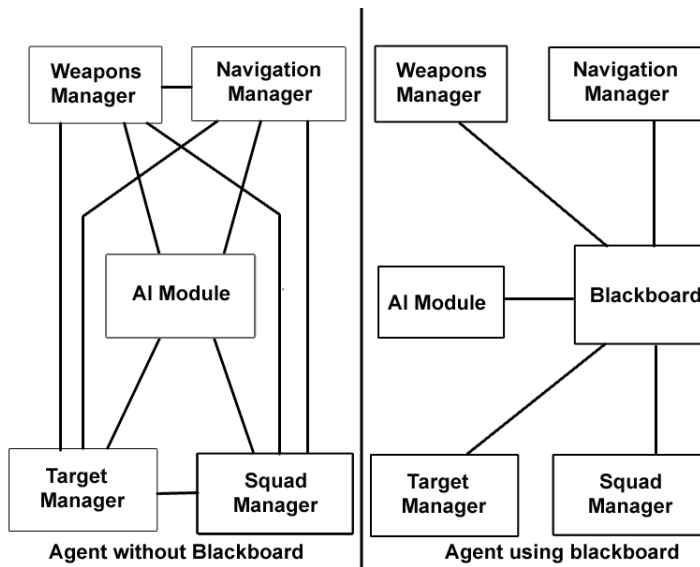 Weapons
Manager
Navigation
Manager
AI Module
Target
Manager
Squad
Manager
Agent without Blackboard
Weapons
Manager
Navigation
Manager
AI Module
Blackboard
Target
Manager
Squad
Manager
Agent using blackboard